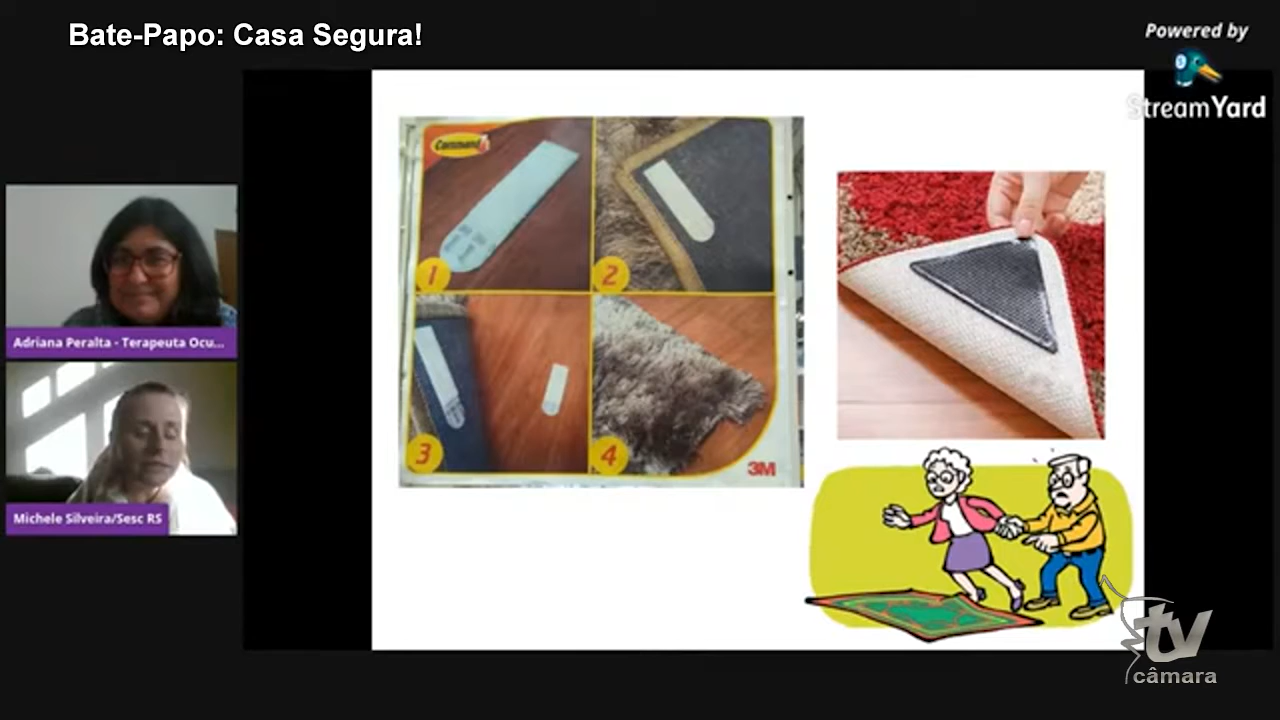 Bate-Papo: Casa Segura!
Powered by
StreamYard
Adriana Peralta - Terapeuta Ocu...
Michele Silveira/Sesc RS
Command
1
2
3
4
3M
tv
câmara